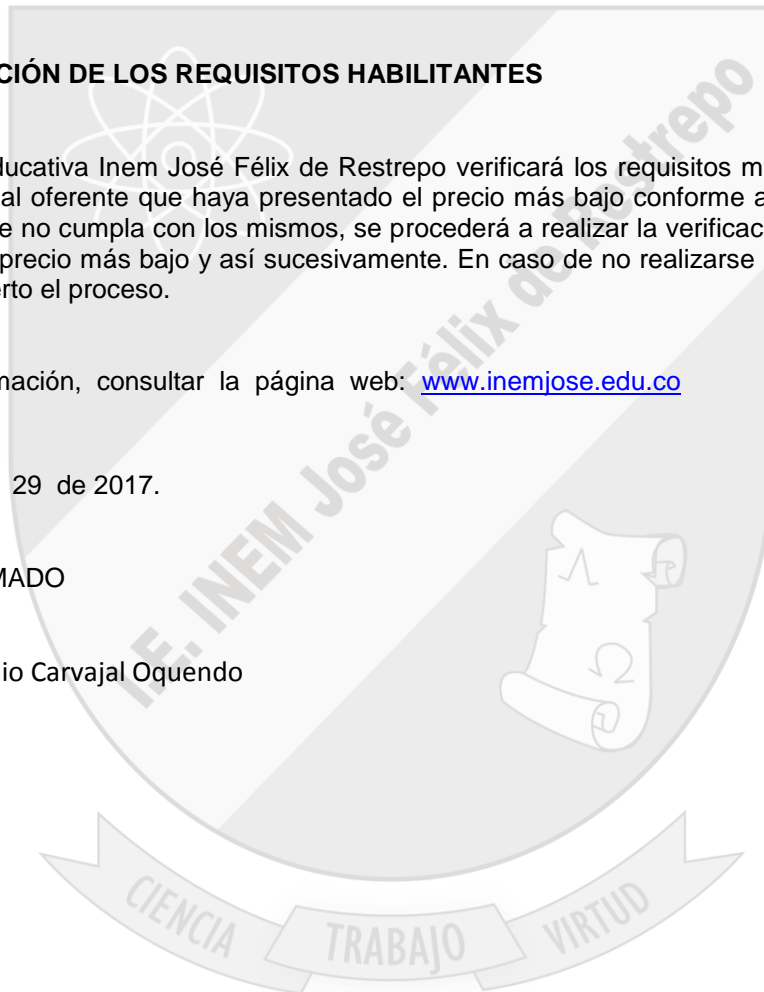 CIÓN DE LOS REQUISITOS HABILITANTES
ducativa Inem José Félix de Restrepo verificará los requisitos m
al oferente que haya presentado el precio más bajo conforme a
e no cumpla con los mismos, se procederá a realizar la verificac
precio más bajo y así sucesivamente. En caso de no realizarse
rto el proceso.
mación, consultar la página web: www.inemjose.edu.co
29 de 2017.
MADO
io Carvajal Oquendo
I.E. INEM José Félix de Restrepo
CIENCIA TRABAJO VIRTUD